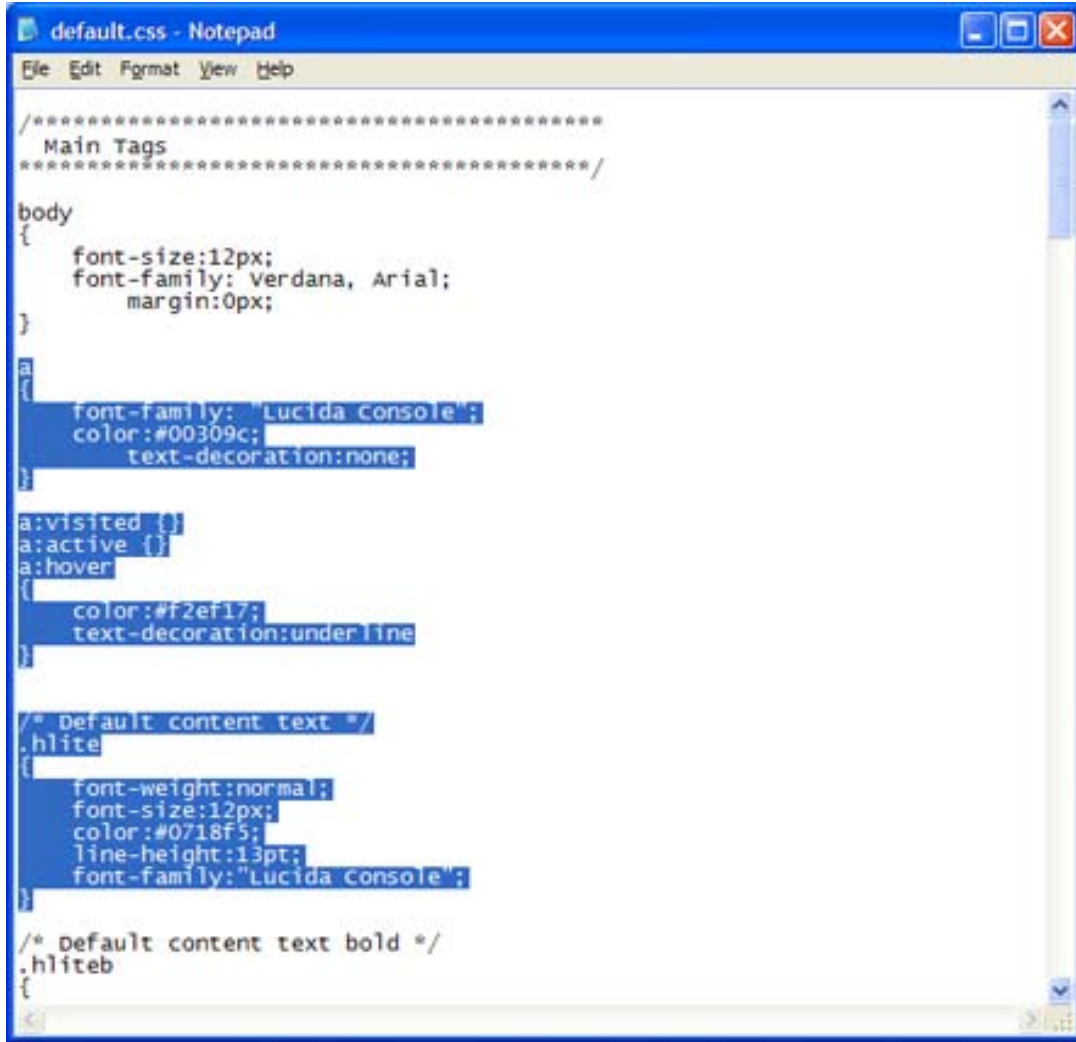 default.css - Notepad
File Edit Format View Help
/******************************************
Main Tags
******************************************/
body
{
font-size:12px;
font-family: Verdana, Arial;
margin:0px;
}
a
{
font-family: "Lucida Console";
color:#00309c;
text-decoration:none;
}
a:visited {}
a:active {}
a:hover
{
color:#f2ef17;
text-decoration:underline
}
/* Default content text */
.hlite
{
font-weight:normal;
font-size:12px;
color:#0718f5;
line-height:13pt;
font-family:"Lucida Console";
}
/* Default content text bold */
.hliteb
{